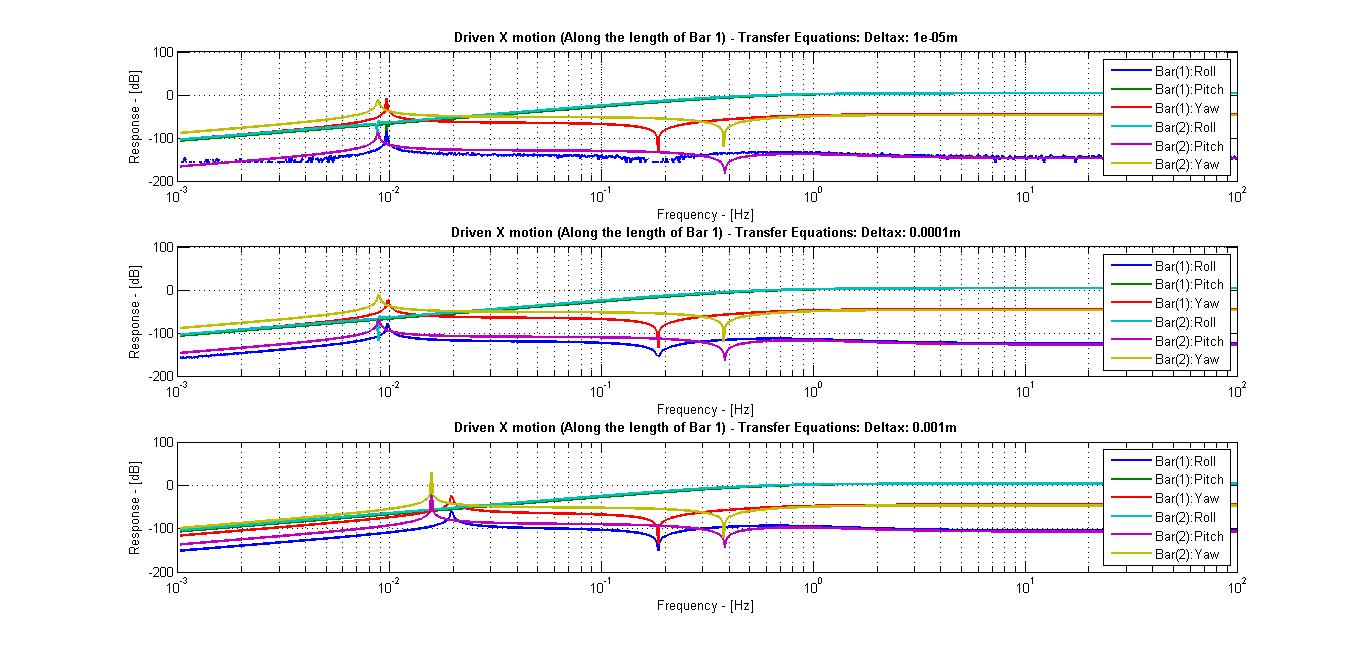 Driven X motion (Along the length of Bar 1) - Transfer Equations: Deltax: 1e-05m
Response - [dB]
100
0
-100
-200
Bar(1):Roll
Bar(1):Pitch
Bar(1):Yaw
Bar(2):Roll
Bar(2):Pitch
Bar(2):Yaw
10^-3 10^-2 10^-1 10^0 10^1 10^2
Frequency - [Hz]
Driven X motion (Along the length of Bar 1) - Transfer Equations: Deltax: 0.0001m
Response - [dB]
100
0
-100
-200
Bar(1):Roll
Bar(1):Pitch
Bar(1):Yaw
Bar(2):Roll
Bar(2):Pitch
Bar(2):Yaw
10^-3 10^-2 10^-1 10^0 10^1 10^2
Frequency - [Hz]
Driven X motion (Along the length of Bar 1) - Transfer Equations: Deltax: 0.001m
Response - [dB]
100
0
-100
-200
Bar(1):Roll
Bar(1):Pitch
Bar(1):Yaw
Bar(2):Roll
Bar(2):Pitch
Bar(2):Yaw
10^-3 10^-2 10^-1 10^0 10^1 10^2
Frequency - [Hz]